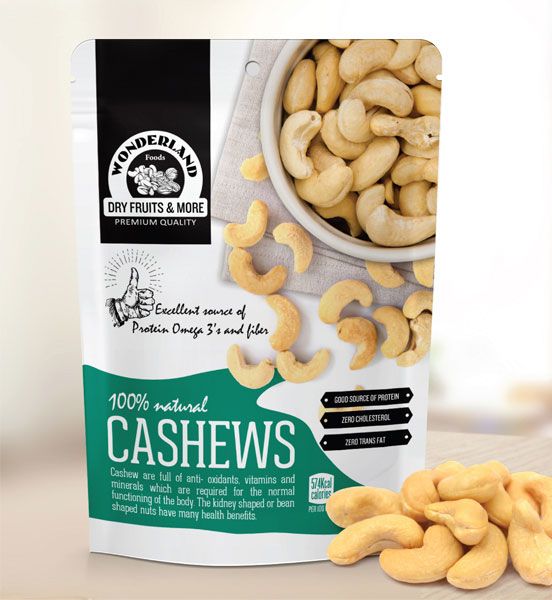 WONDERLAND
Foods
DRY FRUITS & MORE
PREMIUM QUALITY
Excellent source of
Protein Omega 3's and fiber
GOOD SOURCE OF PROTEIN
ZERO CHOLESTEROL
ZERO TRANS FAT
100% natural
CASHEWS
Cashew are full of anti- oxidants, vitamins and
minerals which are required for the normal
functioning of the body. The kidney shaped or bean
shaped nuts have many health benefits.
574Kcal
calories
PER 100